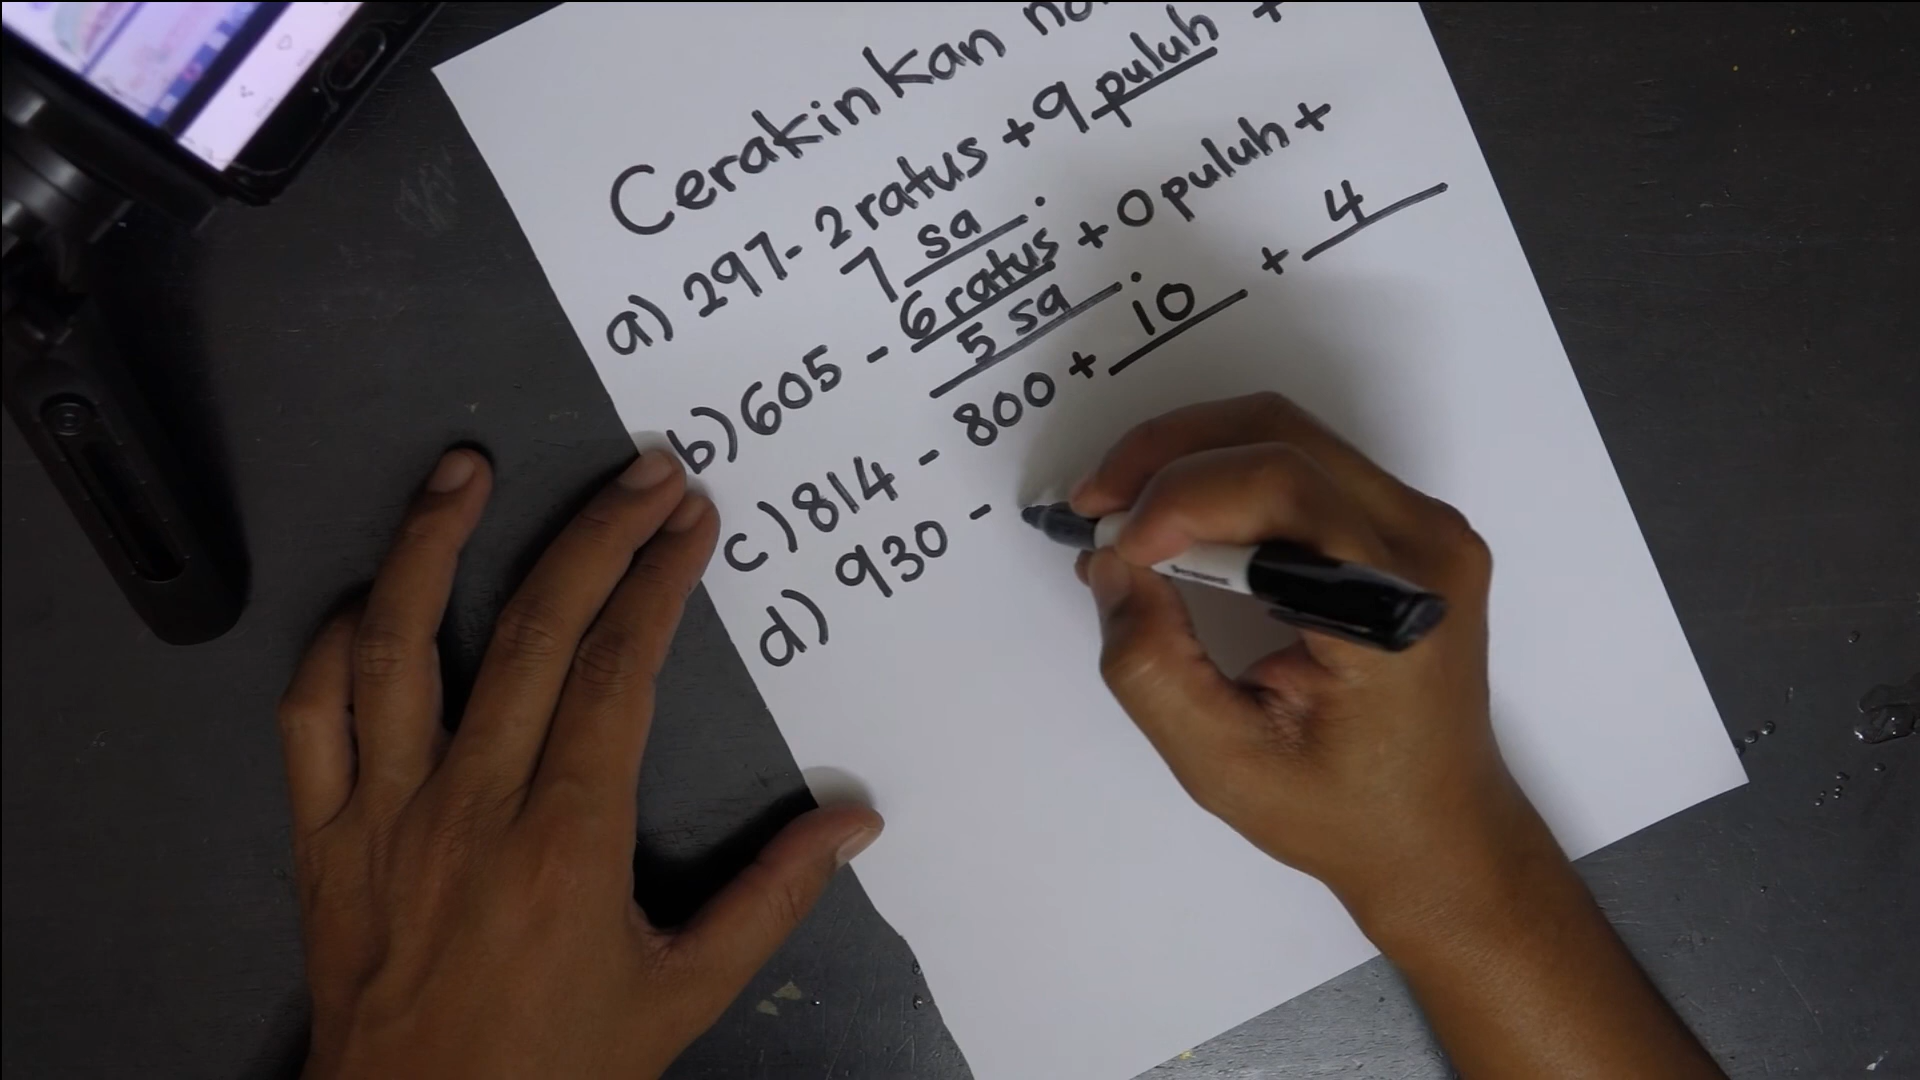 Cerakinkan
a) 297- 2 ratus + 9 puluh +
7 sa.
b) 605 - 6 ratus + 0 puluh +
5 sa.
c) 814 - 800 + 10 + 4
d) 930 -